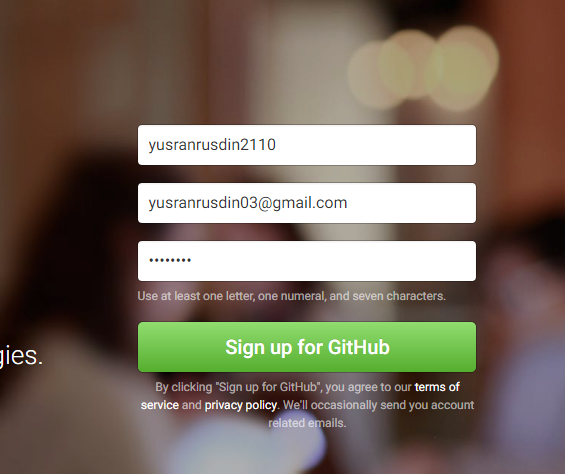 yusranrusdin2110
yusranrusdin03@gmail.com
••••••••
Use at least one letter, one numeral, and seven characters.
Sign up for GitHub
gies.
By clicking "Sign up for GitHub", you agree to our terms of
service and privacy policy. We'll occasionally send you account
related emails.